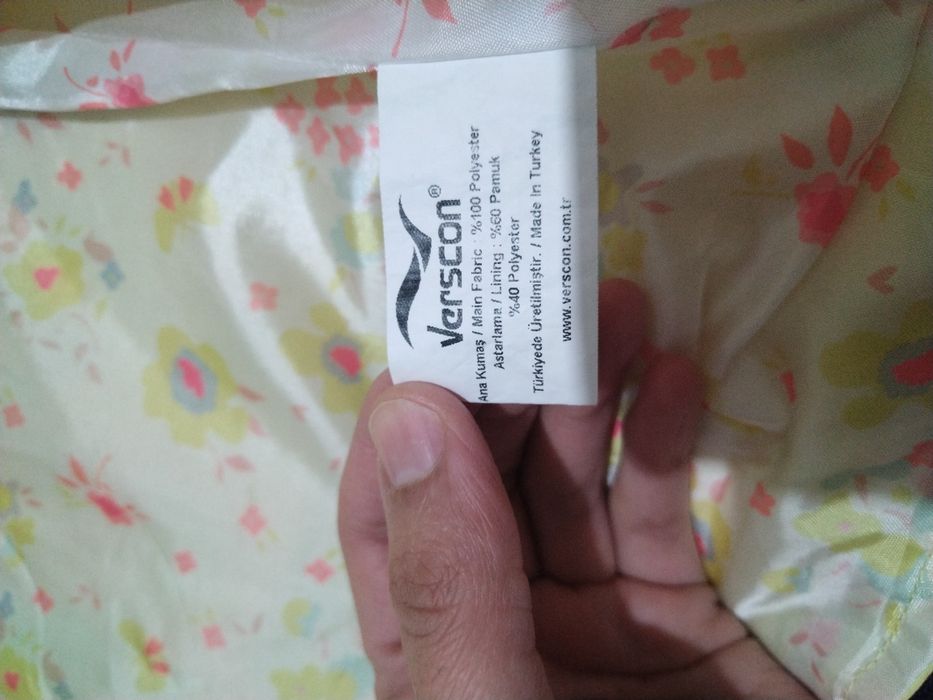 Verscon®
Ana Kumaş / Main Fabric : %100 Polyester
Astarlama / Lining : %60 Pamuk
%40 Polyester
Türkiyede Üretilmiştir. / Made In Turkey
www.verscon.com.tr